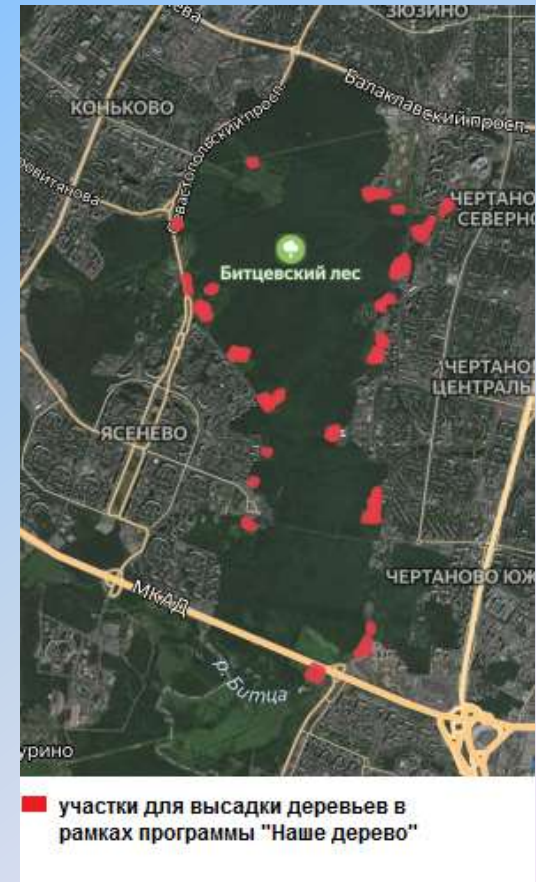 ЗЮЗИНО
Балаклавский просп.
КОНЬКОВО
Севастопольский просп.
ЧЕРТАНО
СЕВЕРНО
Битцевский лес
ЧЕРТАНО
ЦЕНТРАЛЬ
ЯСЕНЕВО
ЧЕРТАНОВО ЮЖ
МКАД
р. Битца
урино
участки для высадки деревьев в
рамках программы "Наше дерево"